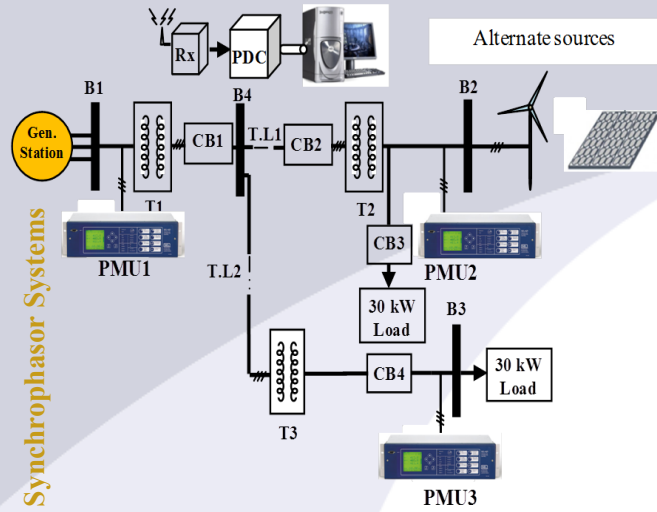 Alternate sources
Rx
PDC
B1
B4
B2
Gen.
Station
CB1
T.L1
CB2
T1
T2
PMU1
CB3
PMU2
T.L2
30 kW
Load
B3
CB4
30 kW
Load
T3
PMU3
Synchrophasor Systems